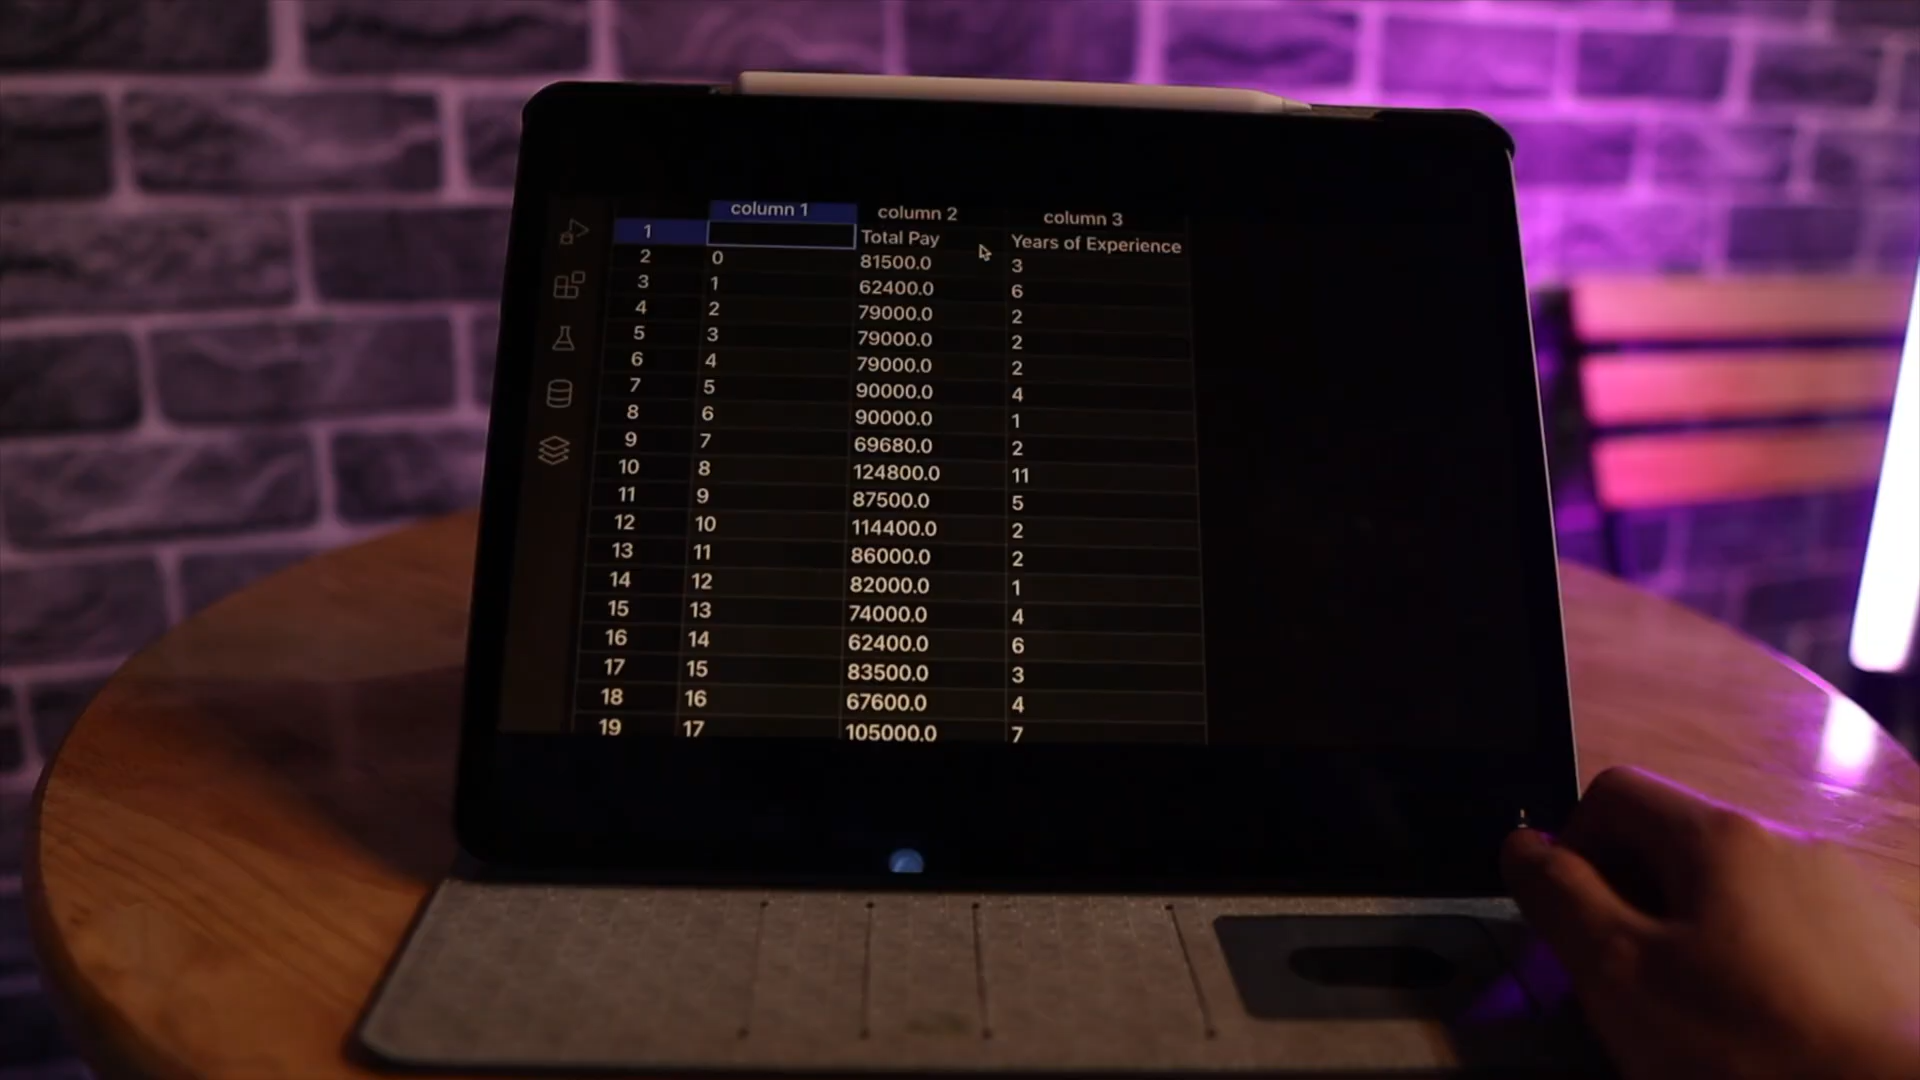 column 1 column 2 column 3
1 Total Pay Years of Experience
2 0 81500.0 3
3 1 62400.0 6
4 2 79000.0 2
5 3 79000.0 2
6 4 79000.0 2
7 5 90000.0 4
8 6 90000.0 1
9 7 69680.0 2
10 8 124800.0 11
11 9 87500.0 5
12 10 114400.0 2
13 11 86000.0 2
14 12 82000.0 1
15 13 74000.0 4
16 14 62400.0 6
17 15 83500.0 3
18 16 67600.0 4
19 17 105000.0 7